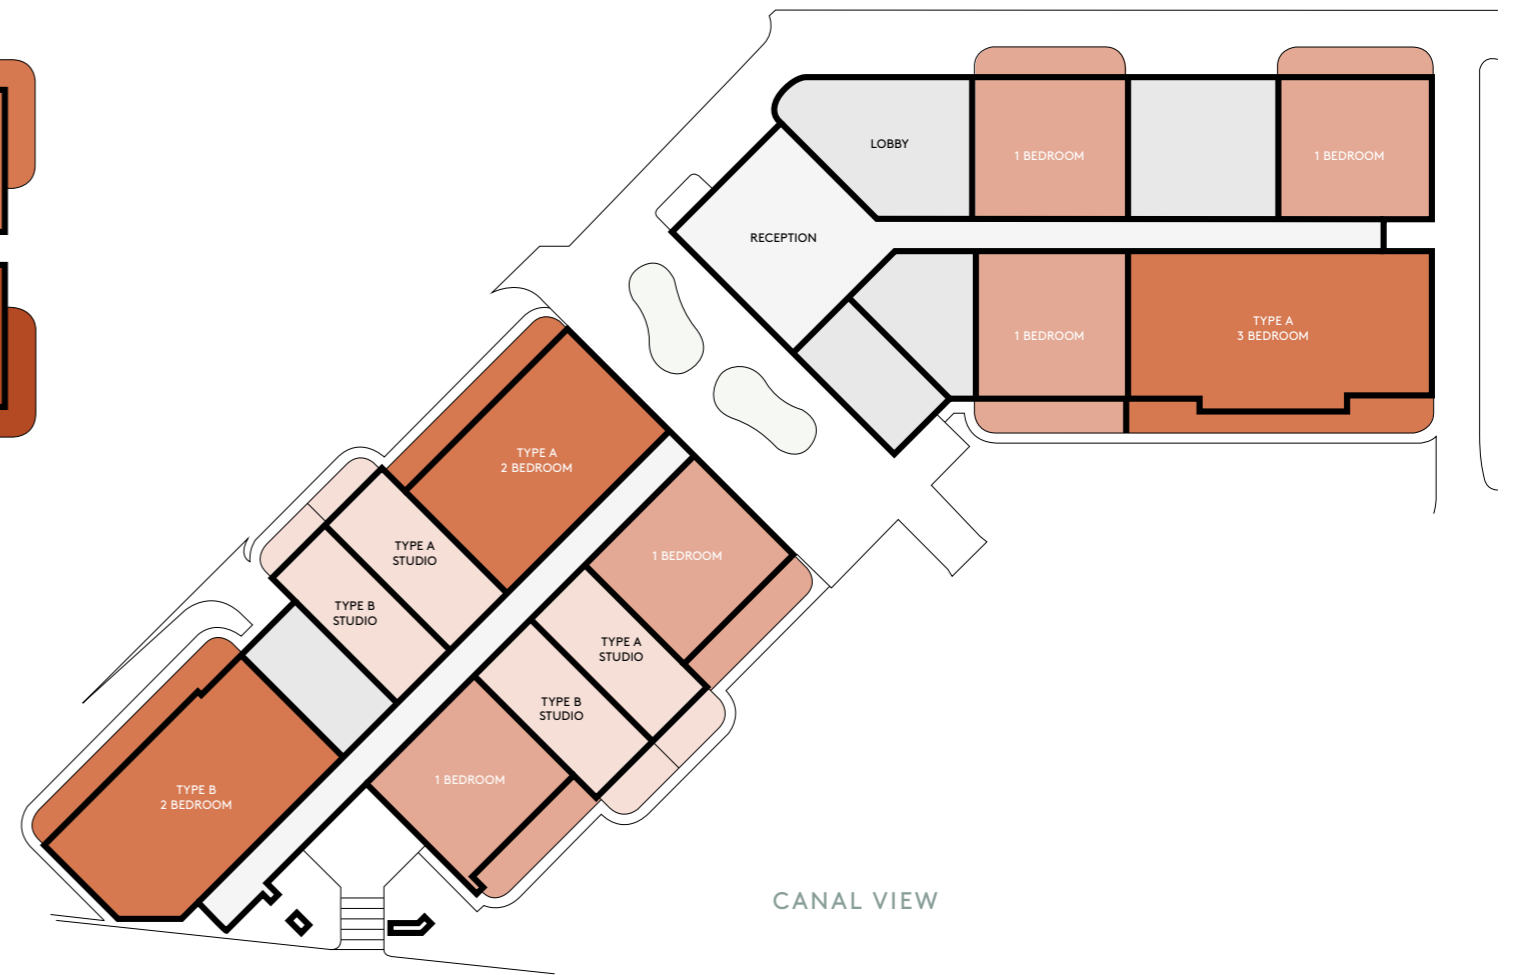 LOBBY
1 BEDROOM
1 BEDROOM
RECEPTION
1 BEDROOM
TYPE A
3 BEDROOM
TYPE A
2 BEDROOM
TYPE A
STUDIO
1 BEDROOM
TYPE B
STUDIO
TYPE A
STUDIO
TYPE B
STUDIO
1 BEDROOM
TYPE B
2 BEDROOM
CANAL VIEW